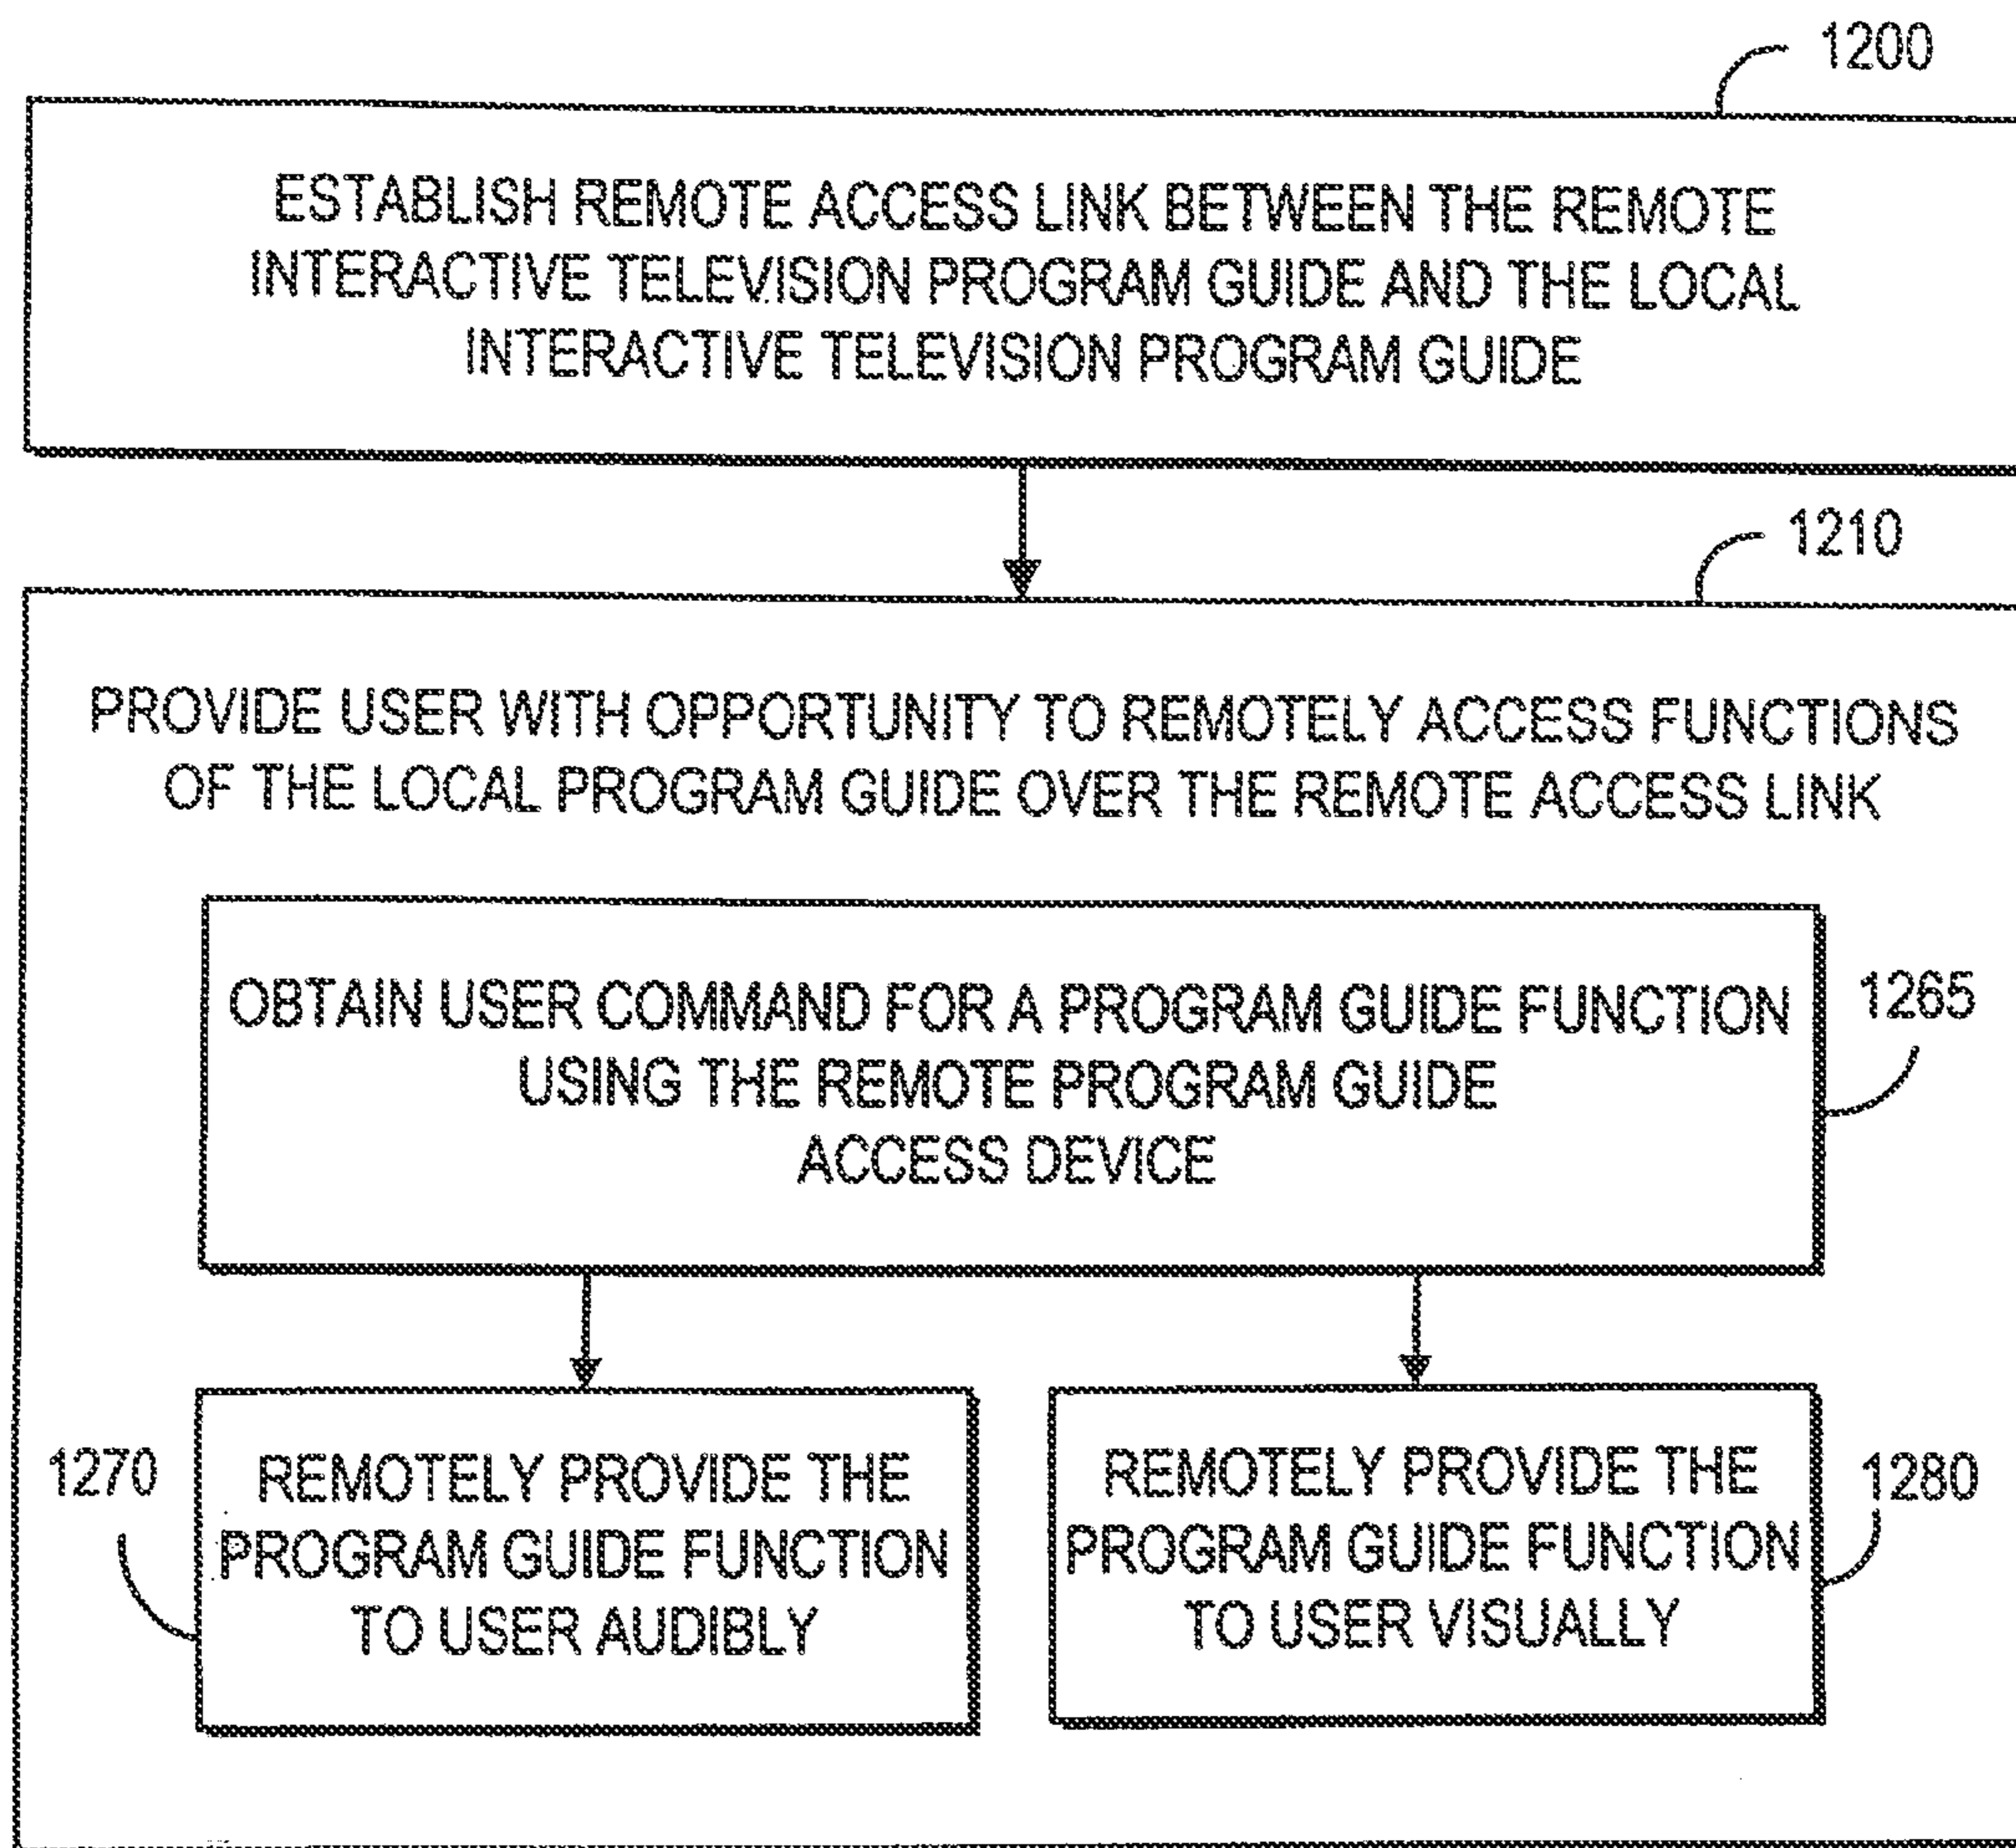 1200
ESTABLISH REMOTE ACCESS LINK BETWEEN THE REMOTE
INTERACTIVE TELEVISION PROGRAM GUIDE AND THE LOCAL
INTERACTIVE TELEVISION PROGRAM GUIDE
1210
PROVIDE USER WITH OPPORTUNITY TO REMOTELY ACCESS FUNCTIONS
OF THE LOCAL PROGRAM GUIDE OVER THE REMOTE ACCESS LINK
OBTAIN USER COMMAND FOR A PROGRAM GUIDE FUNCTION
USING THE REMOTE PROGRAM GUIDE
ACCESS DEVICE
1265
1270
REMOTELY PROVIDE THE
PROGRAM GUIDE FUNCTION
TO USER AUDIBLY
REMOTELY PROVIDE THE
PROGRAM GUIDE FUNCTION
TO USER VISUALLY
1280